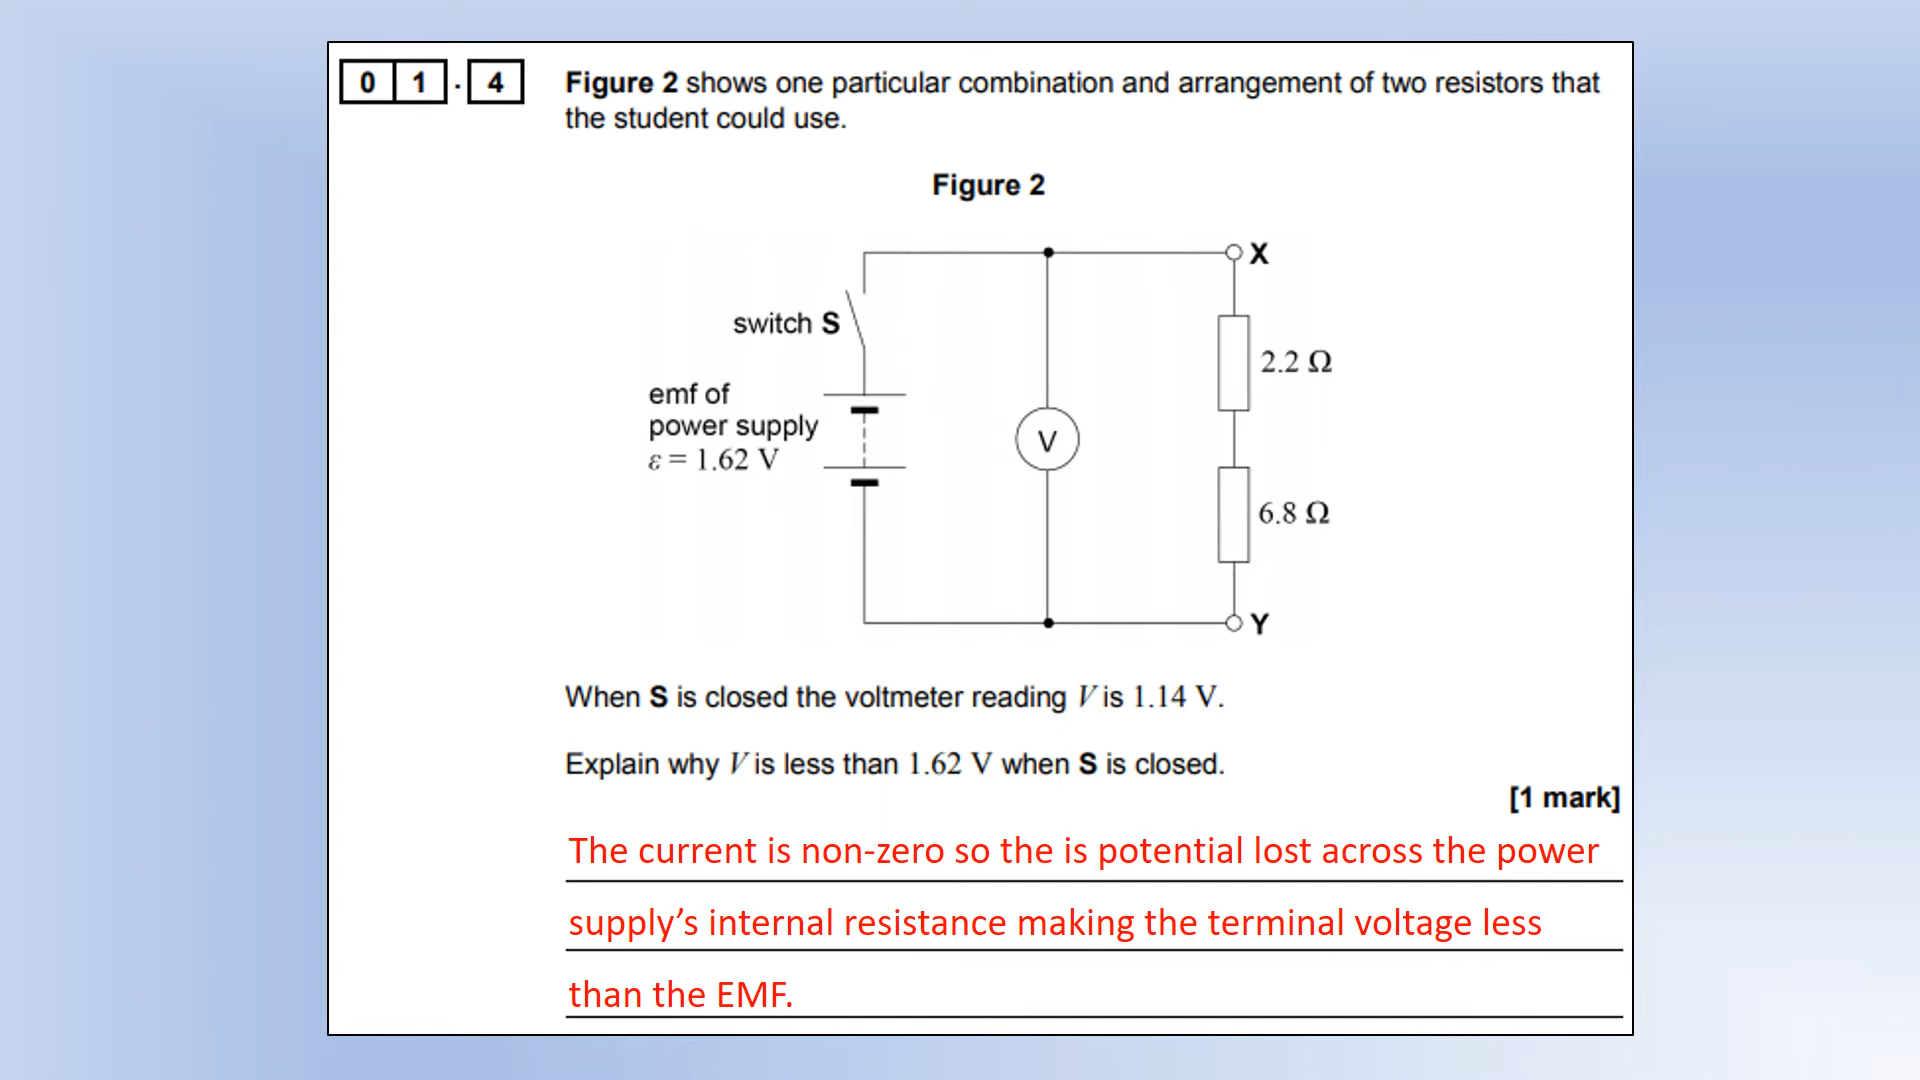 0 1 . 4
Figure 2 shows one particular combination and arrangement of two resistors that
the student could use.
Figure 2
X
switch S
2.2 Ω
emf of
power supply
ε = 1.62 V
V
6.8 Ω
Y
When S is closed the voltmeter reading V is 1.14 V.
Explain why V is less than 1.62 V when S is closed.
[1 mark]
The current is non-zero so the is potential lost across the power
supply’s internal resistance making the terminal voltage less
than the EMF.